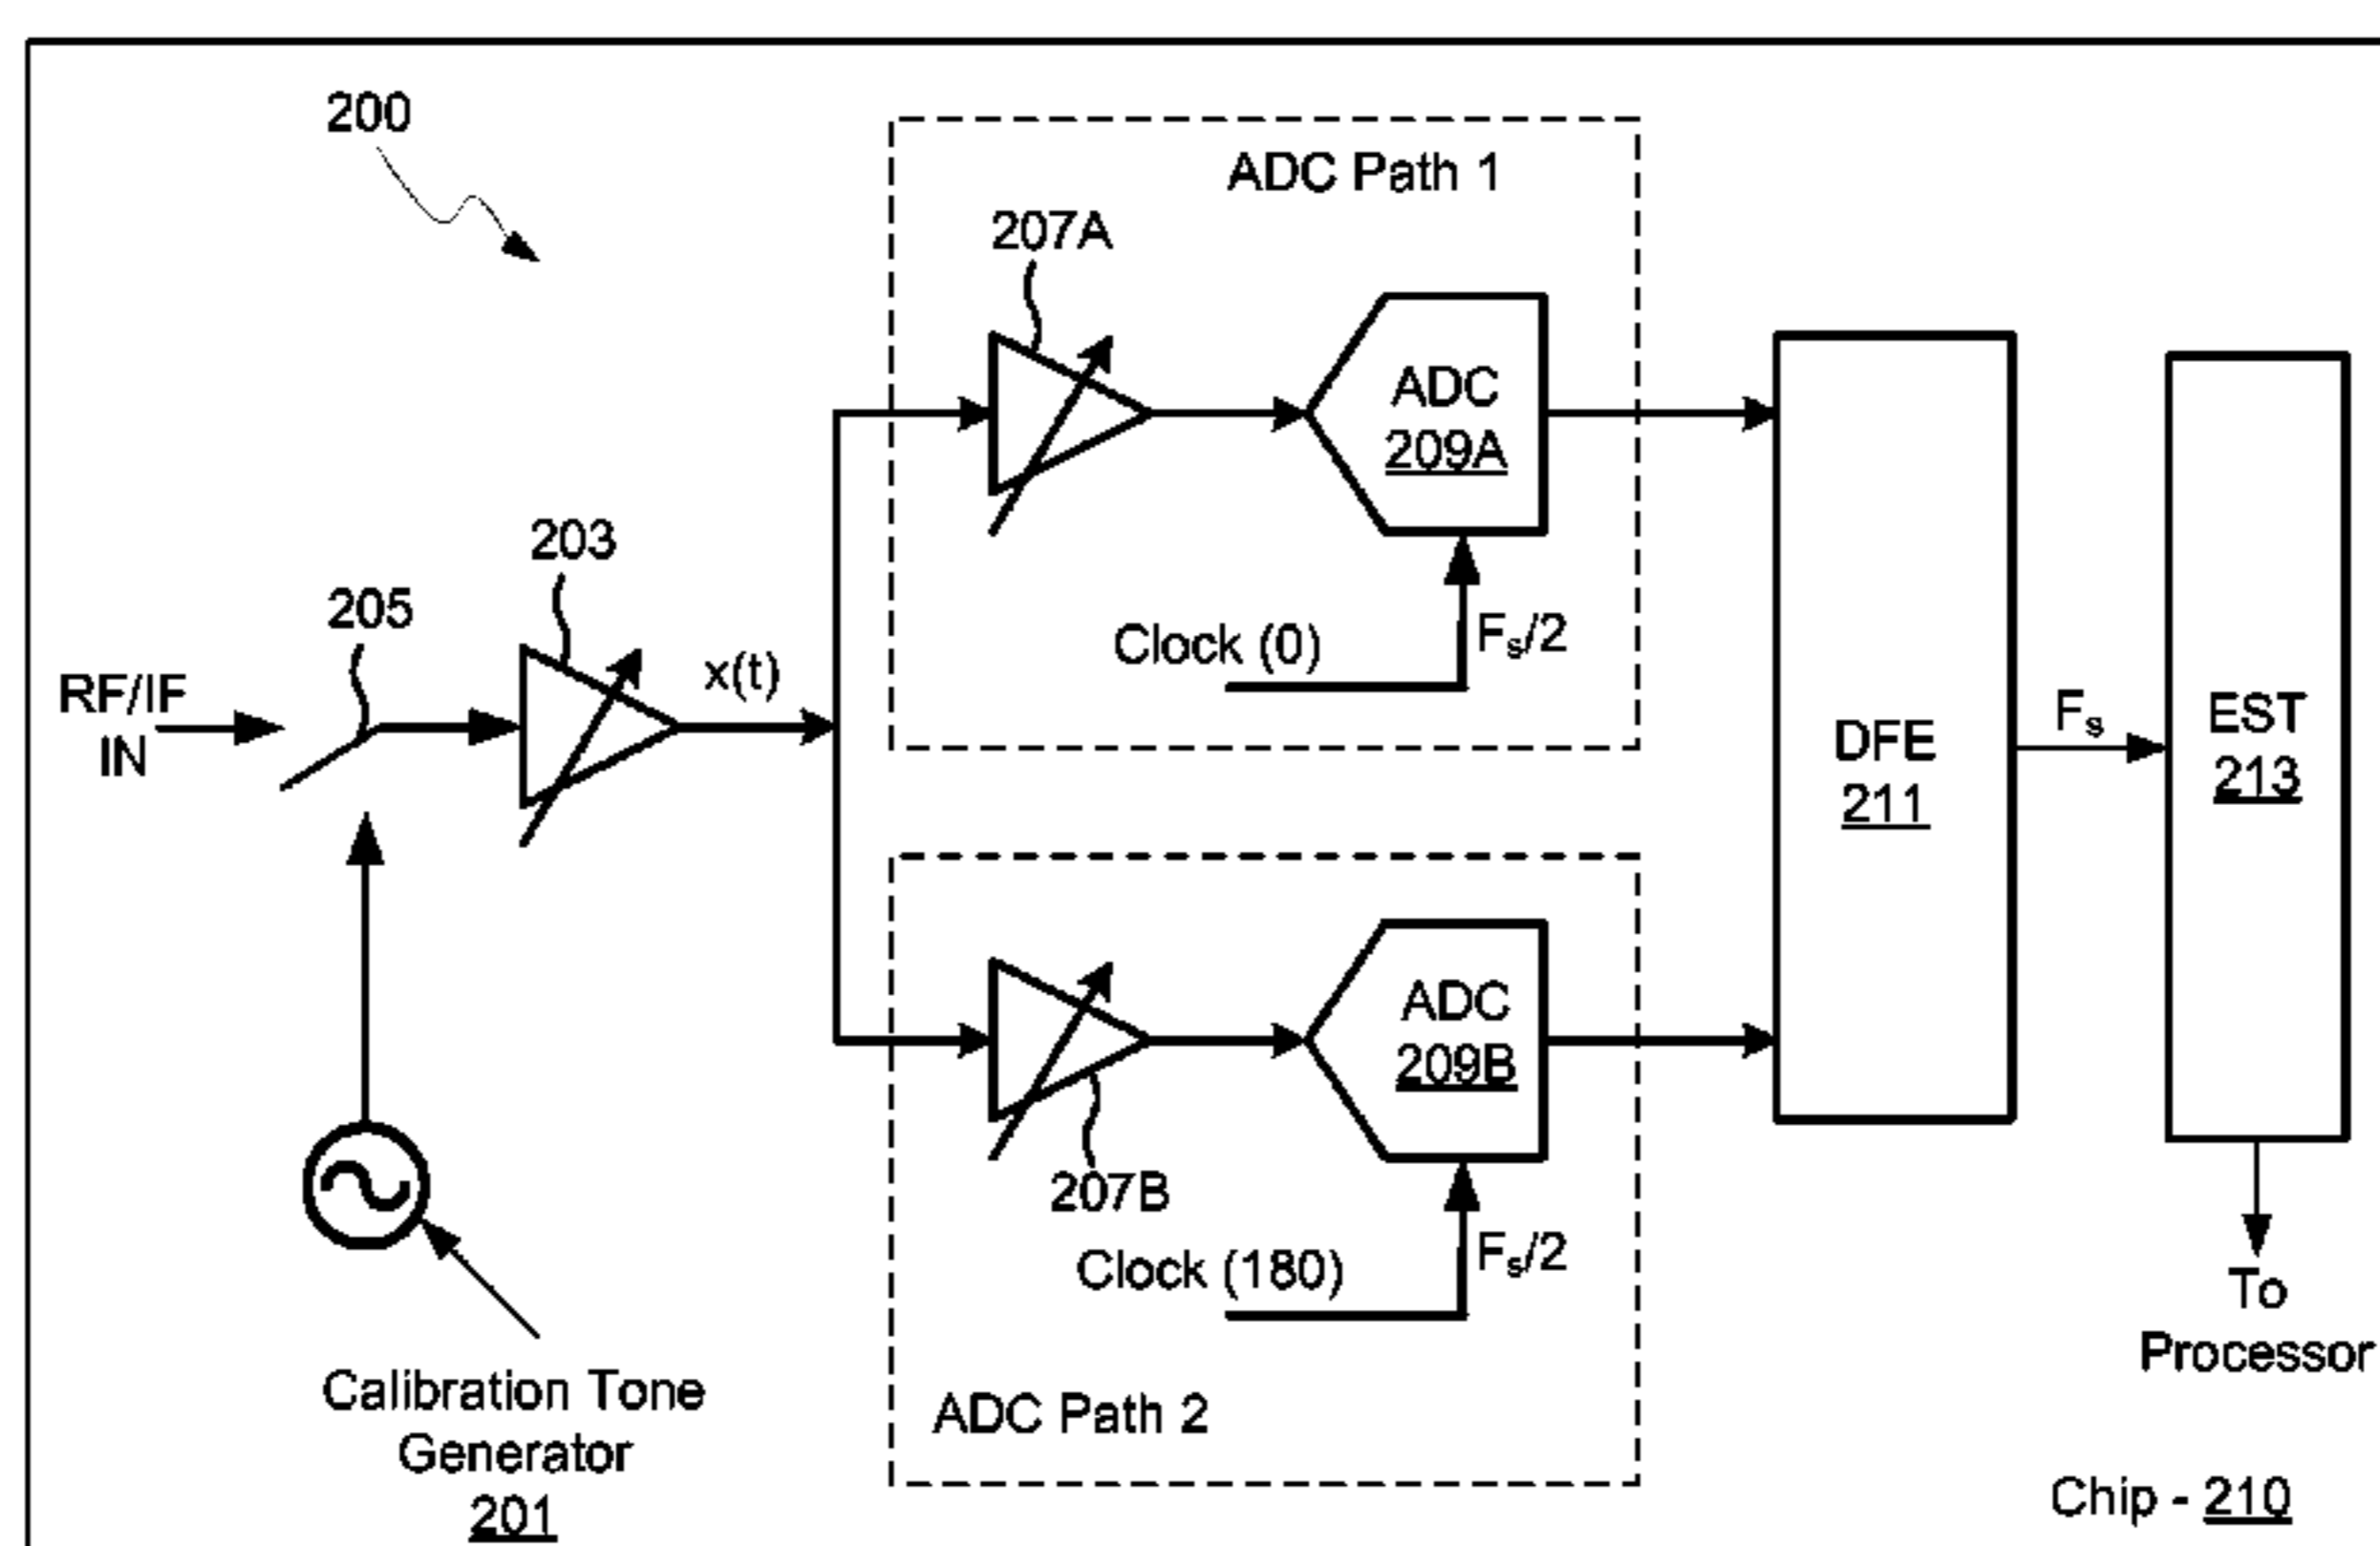 200
ADC Path 1
207A
ADC
209A
203
205
Clock (0)
Fₛ/2
RF/IF
IN
x(t)
DFE
211
Fₛ
EST
213
ADC
209B
207B
Clock (180)
Fₛ/2
To
Processor
Calibration Tone
Generator
201
ADC Path 2
Chip - 210